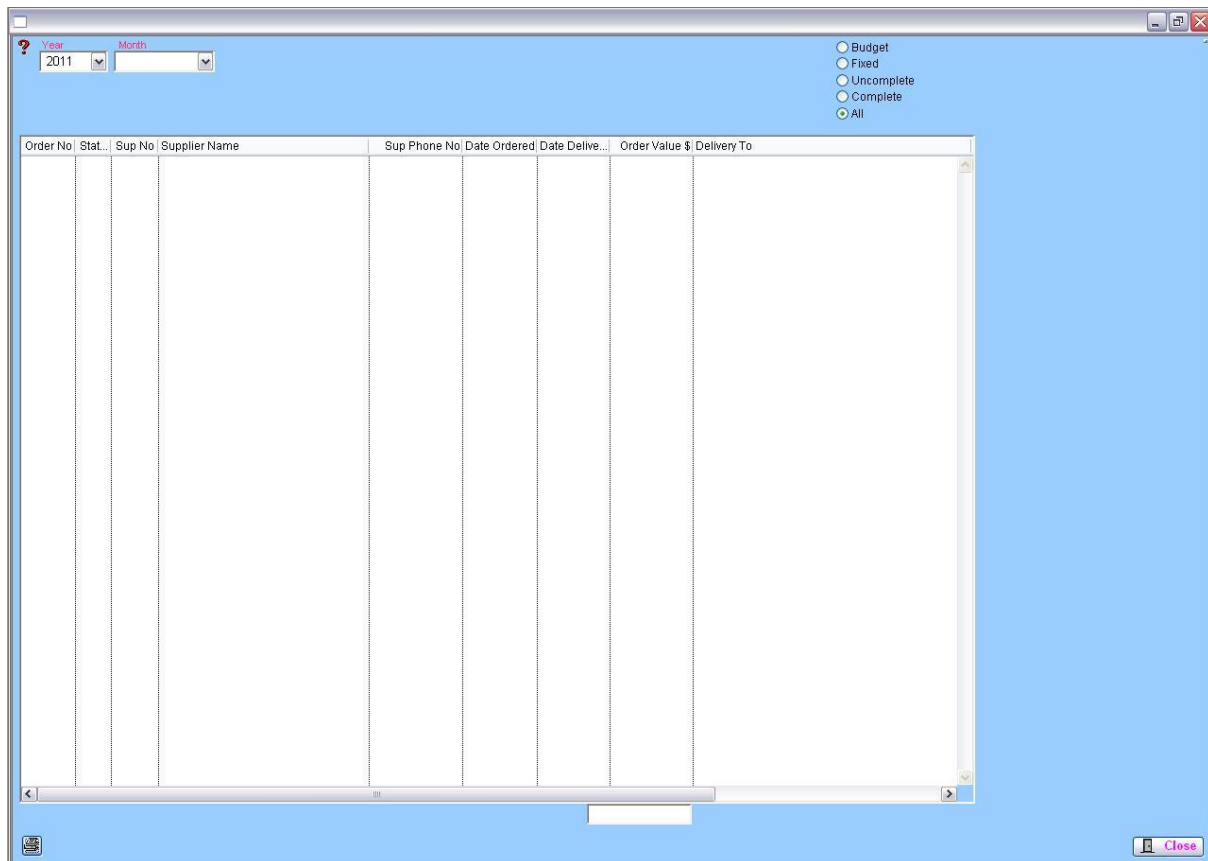 ? Year Month
2011
Budget
Fixed
Uncomplete
Complete
All
Order No Stat... Sup No Supplier Name Sup Phone No Date Ordered Date Delive... Order Value $ Delivery To
Close